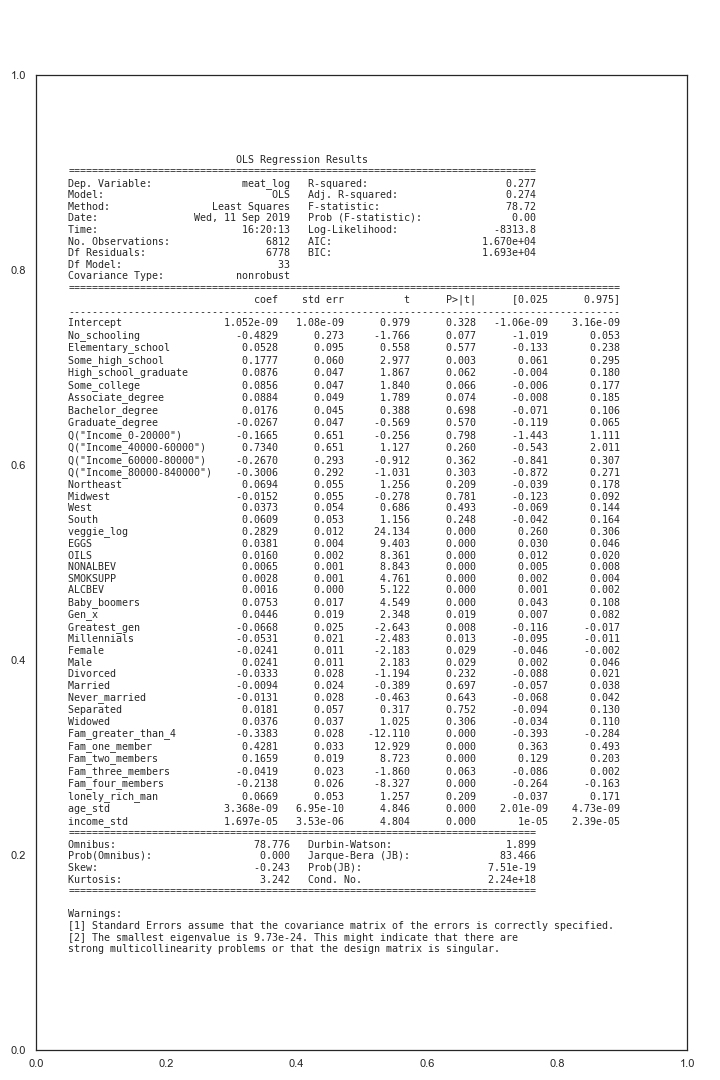 1.0
OLS Regression Results
==============================================================================
Dep. Variable:               meat_log   R-squared:                       0.277
Model:                            OLS   Adj. R-squared:                  0.274
Method:                 Least Squares   F-statistic:                     78.72
Date:                Wed, 11 Sep 2019   Prob (F-statistic):               0.00
Time:                        16:20:13   Log-Likelihood:                -8313.8
No. Observations:                6812   AIC:                         1.670e+04
Df Residuals:                    6778   BIC:                         1.693e+04
0.8
Df Model:                          33
Covariance Type:            nonrobust
============================================================================================
coef    std err          t      P>|t|      [0.025      0.975]
--------------------------------------------------------------------------------------------
Intercept                 1.052e-09   1.08e-09      0.979      0.328   -1.06e-09    3.16e-09
No_schooling                -0.4829      0.273     -1.766      0.077      -1.019       0.053
Elementary_school            0.0528      0.095      0.558      0.577      -0.133       0.238
Some_high_school             0.1777      0.060      2.977      0.003       0.061       0.295
High_school_graduate         0.0876      0.047      1.867      0.062      -0.004       0.180
Some_college                 0.0856      0.047      1.840      0.066      -0.006       0.177
Associate_degree             0.0884      0.049      1.789      0.074      -0.008       0.185
Bachelor_degree              0.0176      0.045      0.388      0.698      -0.071       0.106
Graduate_degree             -0.0267      0.047     -0.569      0.570      -0.119       0.065
Q("Income_0-20000")         -0.1665      0.651     -0.256      0.798      -1.443       1.111
Q("Income_40000-60000")      0.7340      0.651      1.127      0.260      -0.543       2.011
Q("Income_60000-80000")     -0.2670      0.293     -0.912      0.362      -0.841       0.307
0.6
Q("Income_80000-840000")    -0.3006      0.292     -1.031      0.303      -0.872       0.271
Northeast                    0.0694      0.055      1.256      0.209      -0.039       0.178
Midwest                     -0.0152      0.055     -0.278      0.781      -0.123       0.092
West                         0.0373      0.054      0.686      0.493      -0.069       0.144
South                        0.0609      0.053      1.156      0.248      -0.042       0.164
veggie_log                   0.2829      0.012     24.134      0.000       0.260       0.306
EGGS                         0.0381      0.004      9.403      0.000       0.030       0.046
OILS                         0.0160      0.002      8.361      0.000       0.012       0.020
NONALBEV                     0.0065      0.001      8.843      0.000       0.005       0.008
SMOKSUPP                     0.0028      0.001      4.761      0.000       0.002       0.004
ALCBEV                       0.0016      0.000      5.122      0.000       0.001       0.002
Baby_boomers                 0.0753      0.017      4.549      0.000       0.043       0.108
Gen_x                        0.0446      0.019      2.348      0.019       0.007       0.082
Greatest_gen                -0.0668      0.025     -2.643      0.008      -0.116      -0.017
Millennials                 -0.0531      0.021     -2.483      0.013      -0.095      -0.011
Female                      -0.0241      0.011     -2.183      0.029      -0.046      -0.002
0.4
Male                         0.0241      0.011      2.183      0.029       0.002       0.046
Divorced                    -0.0333      0.028     -1.194      0.232      -0.088       0.021
Married                     -0.0094      0.024     -0.389      0.697      -0.057       0.038
Never_married               -0.0131      0.028     -0.463      0.643      -0.068       0.042
Separated                    0.0181      0.057      0.317      0.752      -0.094       0.130
Widowed                      0.0376      0.037      1.025      0.306      -0.034       0.110
Fam_greater_than_4          -0.3383      0.028    -12.110      0.000      -0.393      -0.284
Fam_one_member               0.4281      0.033     12.929      0.000       0.363       0.493
Fam_two_members              0.1659      0.019      8.723      0.000       0.129       0.203
Fam_three_members           -0.0419      0.023     -1.860      0.063      -0.086       0.002
Fam_four_members            -0.2138      0.026     -8.327      0.000      -0.264      -0.163
lonely_rich_man              0.0669      0.053      1.257      0.209      -0.037       0.171
age_std                   3.368e-09   6.95e-10      4.846      0.000    2.01e-09    4.73e-09
income_std                1.697e-05   3.53e-06      4.804      0.000       1e-05    2.39e-05
==============================================================================
Omnibus:                       78.776   Durbin-Watson:                   1.899
0.2
Prob(Omnibus):                  0.000   Jarque-Bera (JB):               83.466
Skew:                          -0.243   Prob(JB):                     7.51e-19
Kurtosis:                       3.242   Cond. No.                     2.24e+18
==============================================================================
Warnings:
[1] Standard Errors assume that the covariance matrix of the errors is correctly specified.
[2] The smallest eigenvalue is 9.73e-24. This might indicate that there are
strong multicollinearity problems or that the design matrix is singular.
0.0
0.0 0.2 0.4 0.6 0.8 1.0